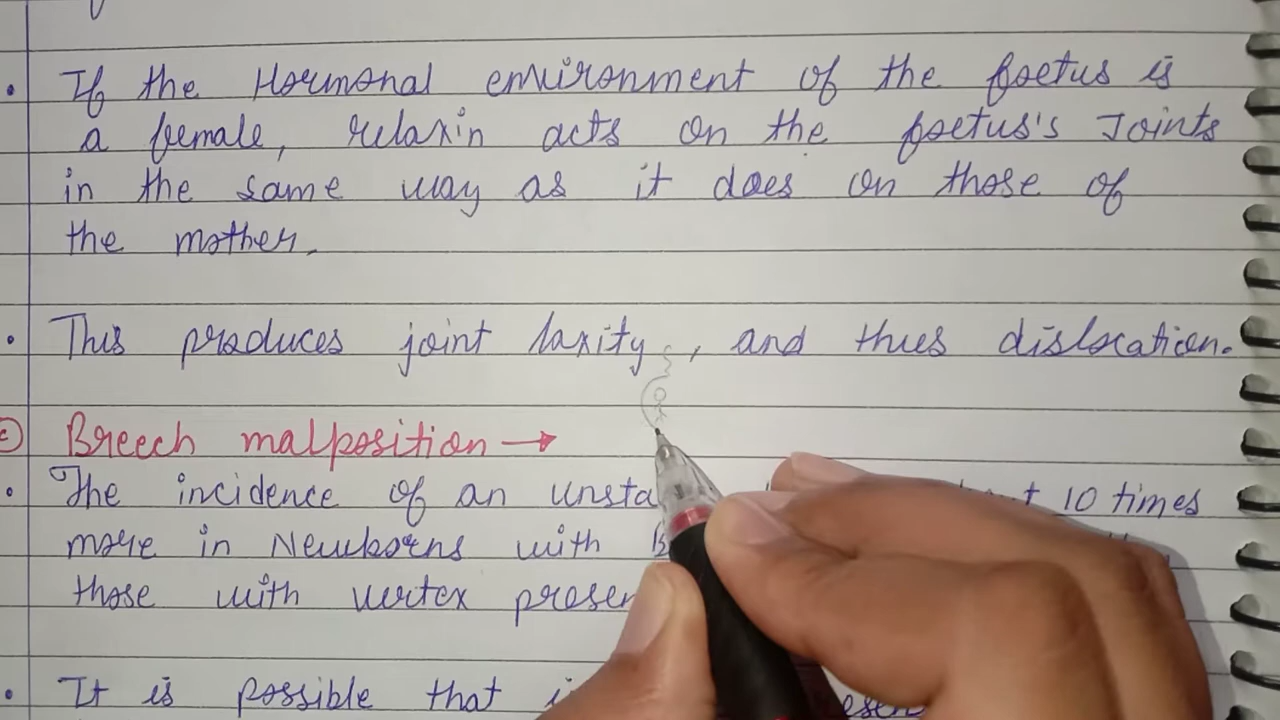 • If the Hormonal environment of the foetus is
a female, relaxin acts on the foetus's Joints
in the same way as it does on those of
the mother.
• This produces joint laxity, and thus dislocation.
c) Breech malposition →
• The incidence of an 10 times
more in Newborns with
those with vertex
• It is possible that